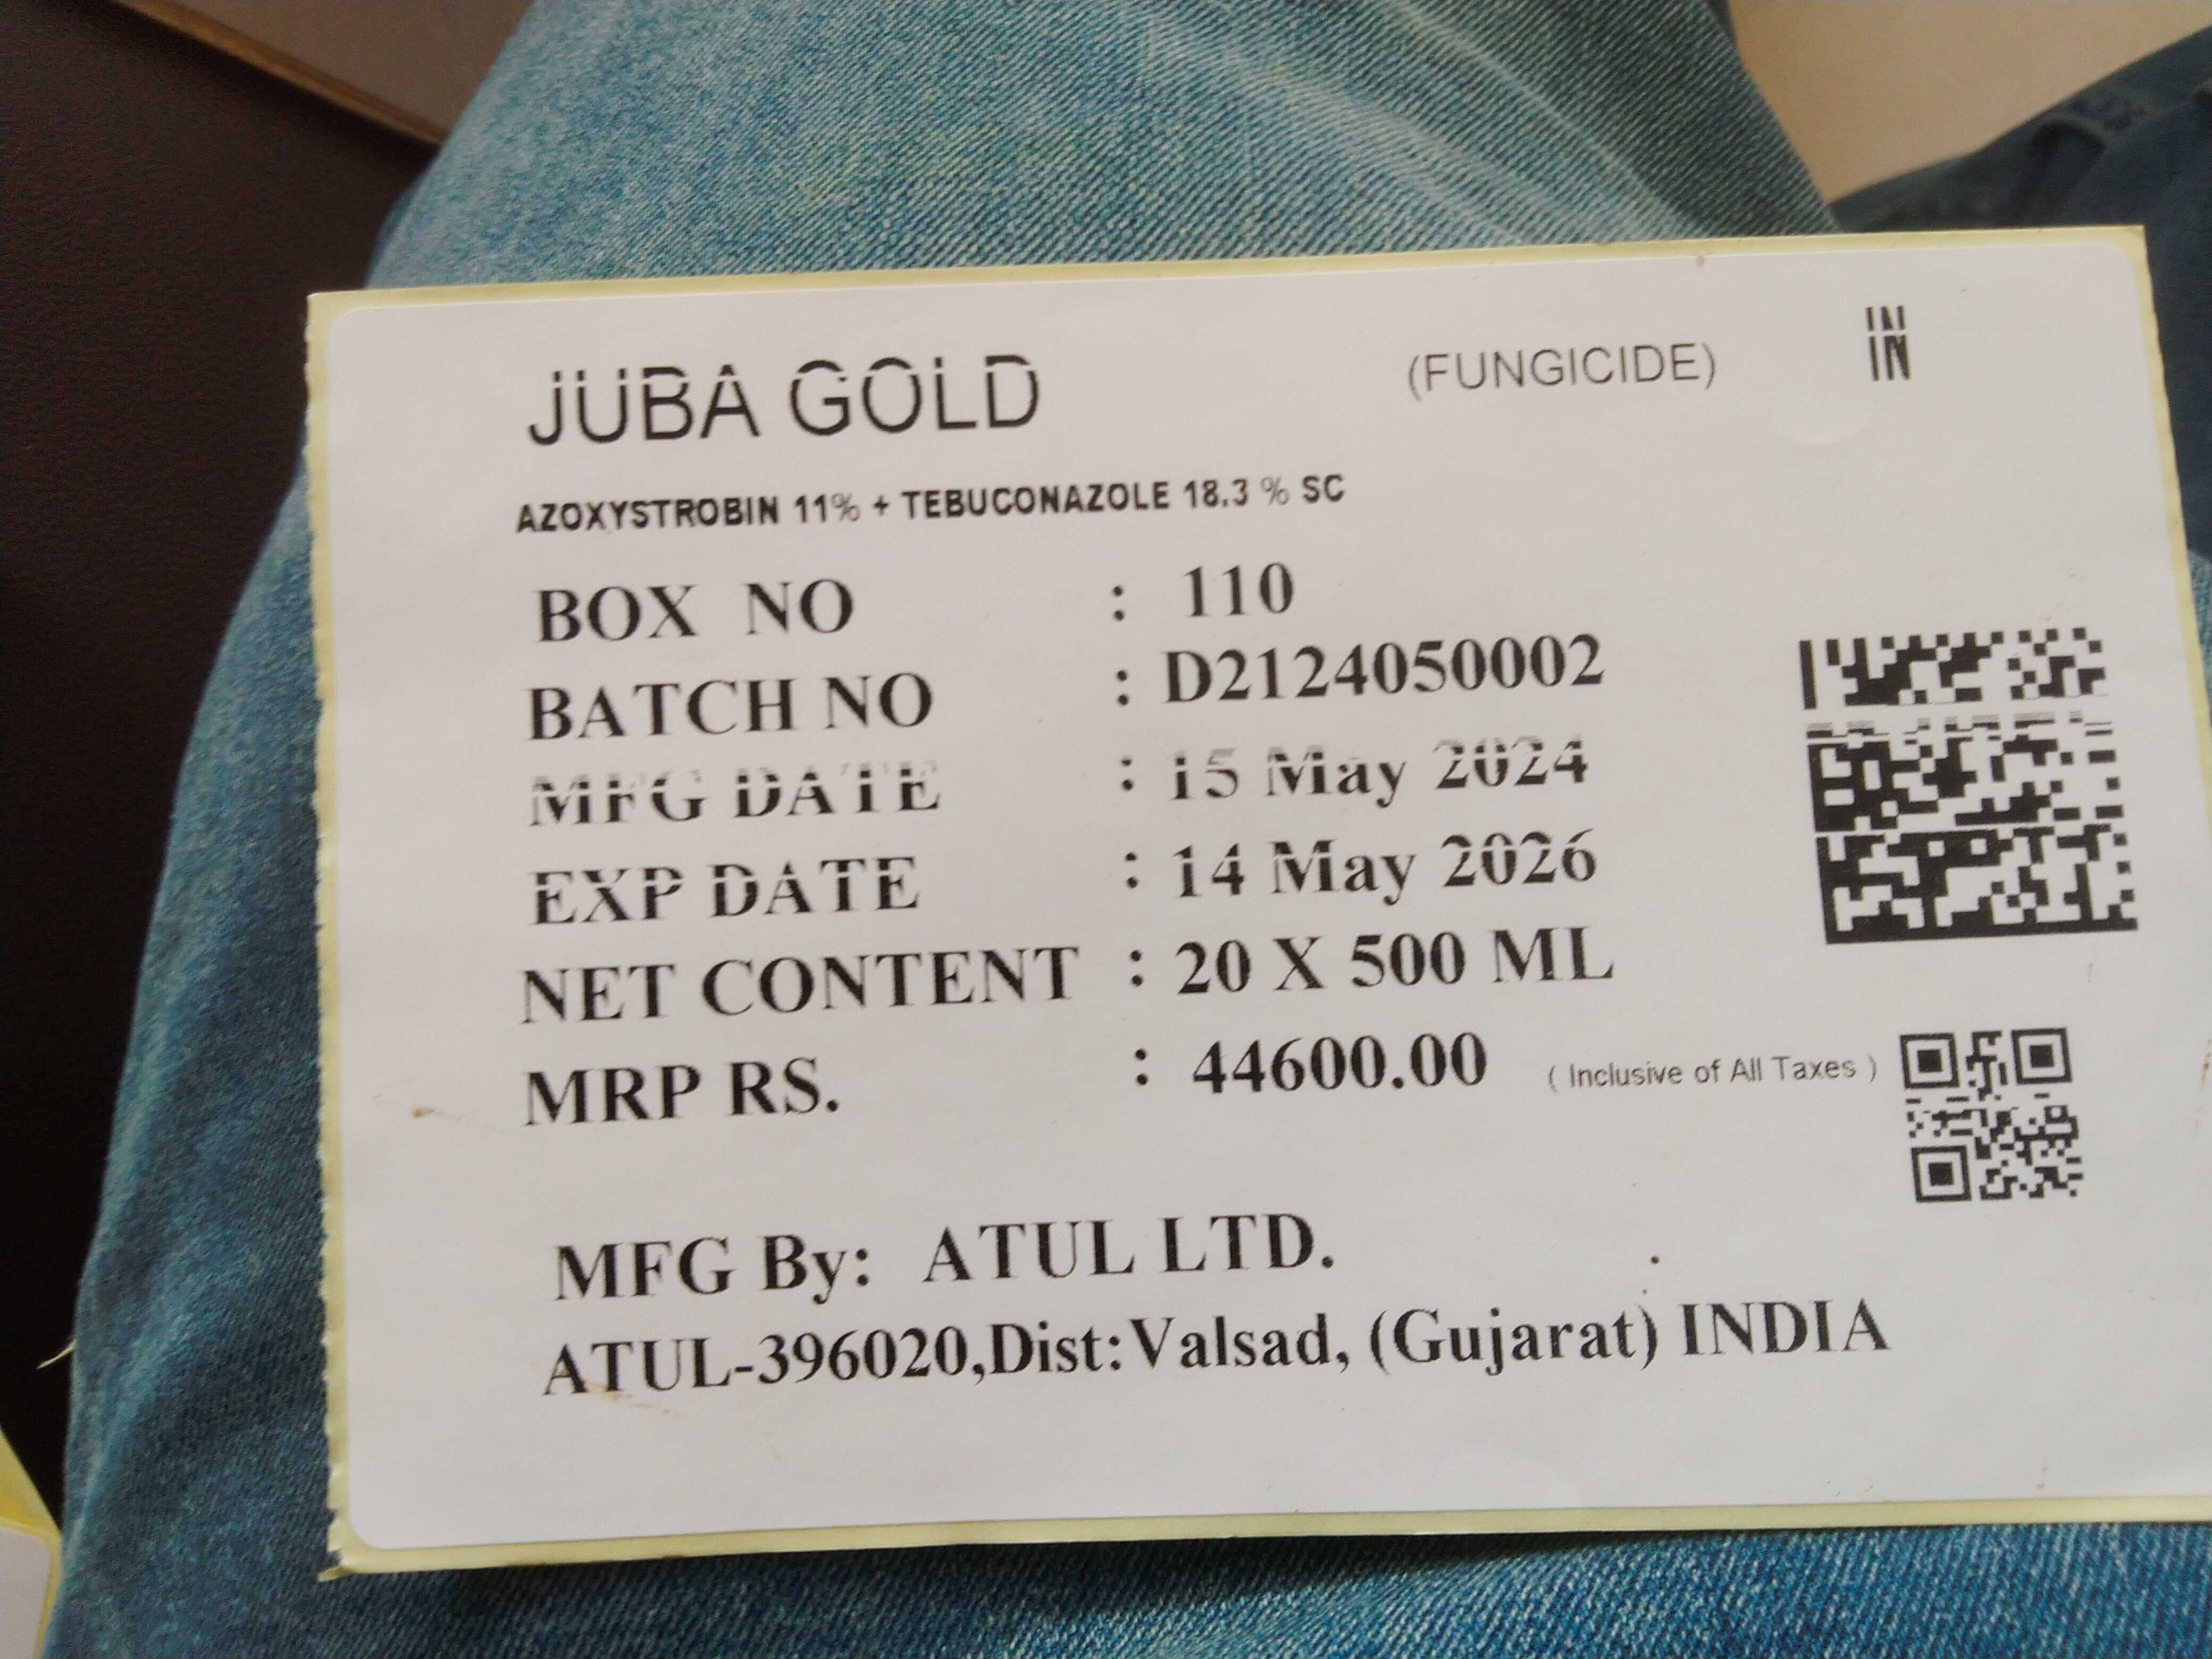 JUBA GOLD (FUNGICIDE) IN
AZOXYSTROBIN 11% + TEBUCONAZOLE 18.3 % SC
BOX NO : 110
BATCH NO : D2124050002
MFG DATE : 15 May 2024
EXP DATE : 14 May 2026
NET CONTENT : 20 X 500 ML
MRP RS. : 44600.00 ( Inclusive of All Taxes )
MFG By: ATUL LTD.
ATUL-396020,Dist:Valsad, (Gujarat) INDIA